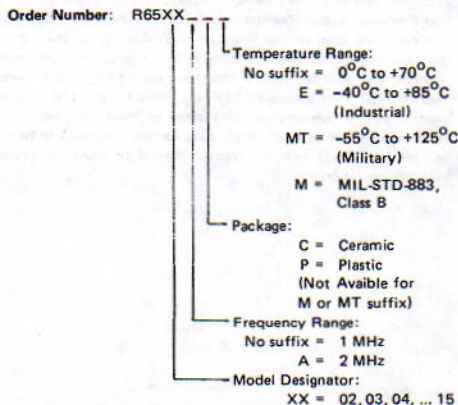 Order Number: R65XX _ _ _
Temperature Range:
No suffix = 0°C to +70°C
E = -40°C to +85°C
(Industrial)
MT = -55°C to +125°C
(Military)
M = MIL-STD-883,
Class B
Package:
C = Ceramic
P = Plastic
(Not Avaible for
M or MT suffix)
Frequency Range:
No suffix = 1 MHz
A = 2 MHz
Model Designator:
XX = 02, 03, 04, ... 15